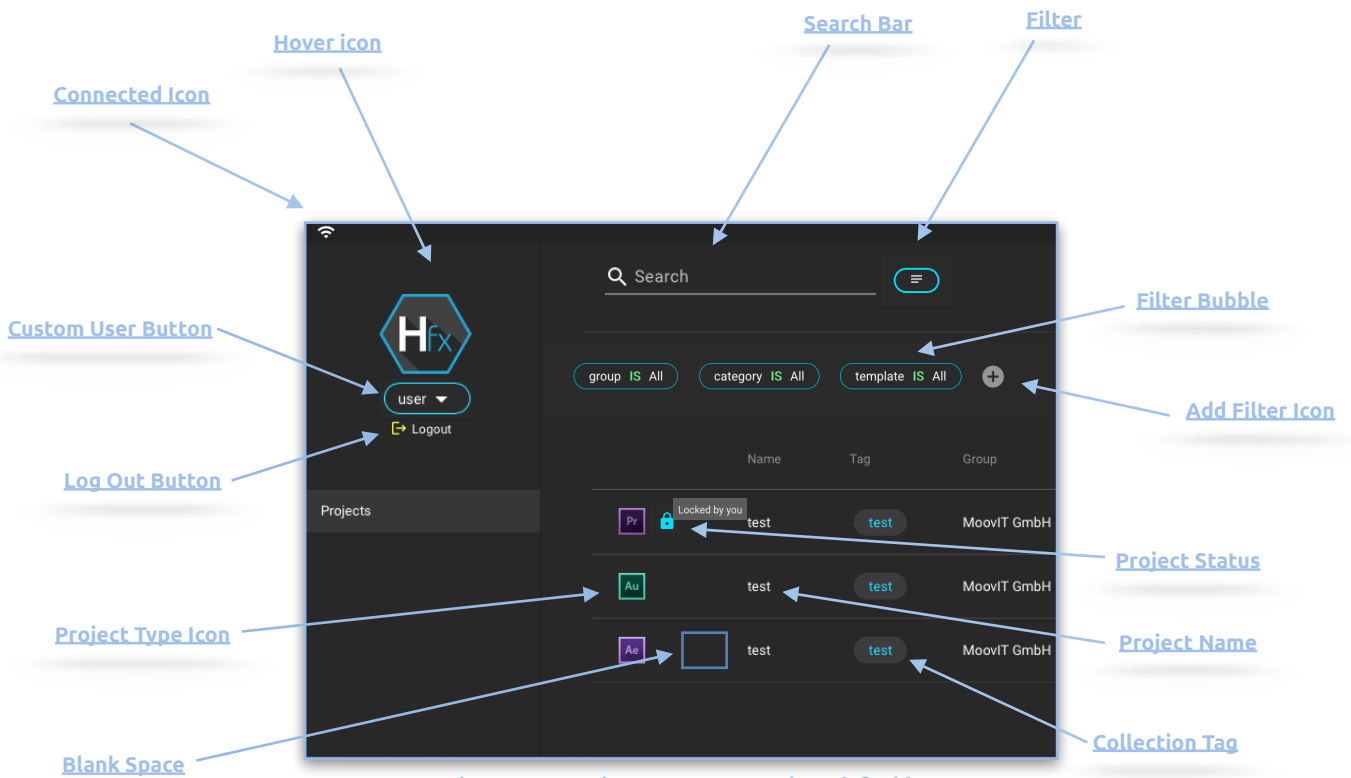 Search Bar
Filter
Hover icon
Connected Icon
Search
Hfx
Filter Bubble
Custom User Button
group IS All
category IS All
template IS All
user
Add Filter Icon
Logout
Name
Tag
Group
Log Out Button
Projects
Locked by you
Pr
test
test
MoovIT GmbH
Project Status
Au
test
test
MoovIT GmbH
Project Type Icon
Project Name
Ae
test
test
MoovIT GmbH
Collection Tag
Blank Space